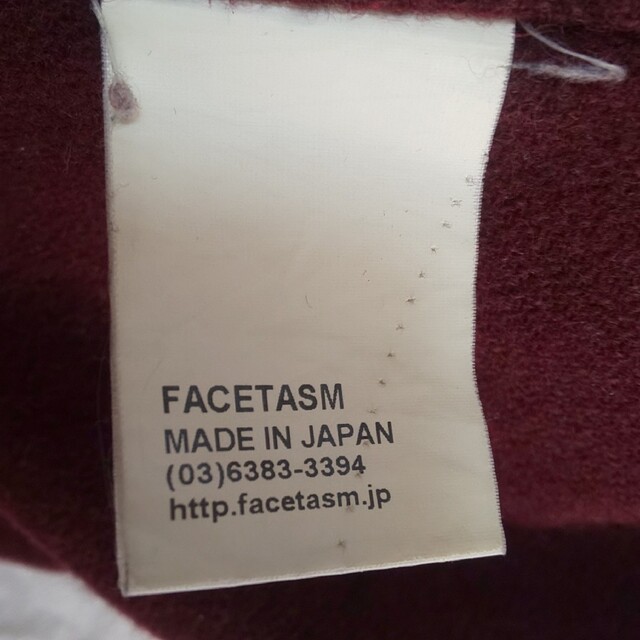 FACETASM
MADE IN JAPAN
(03)6383-3394
http.facetasm.jp